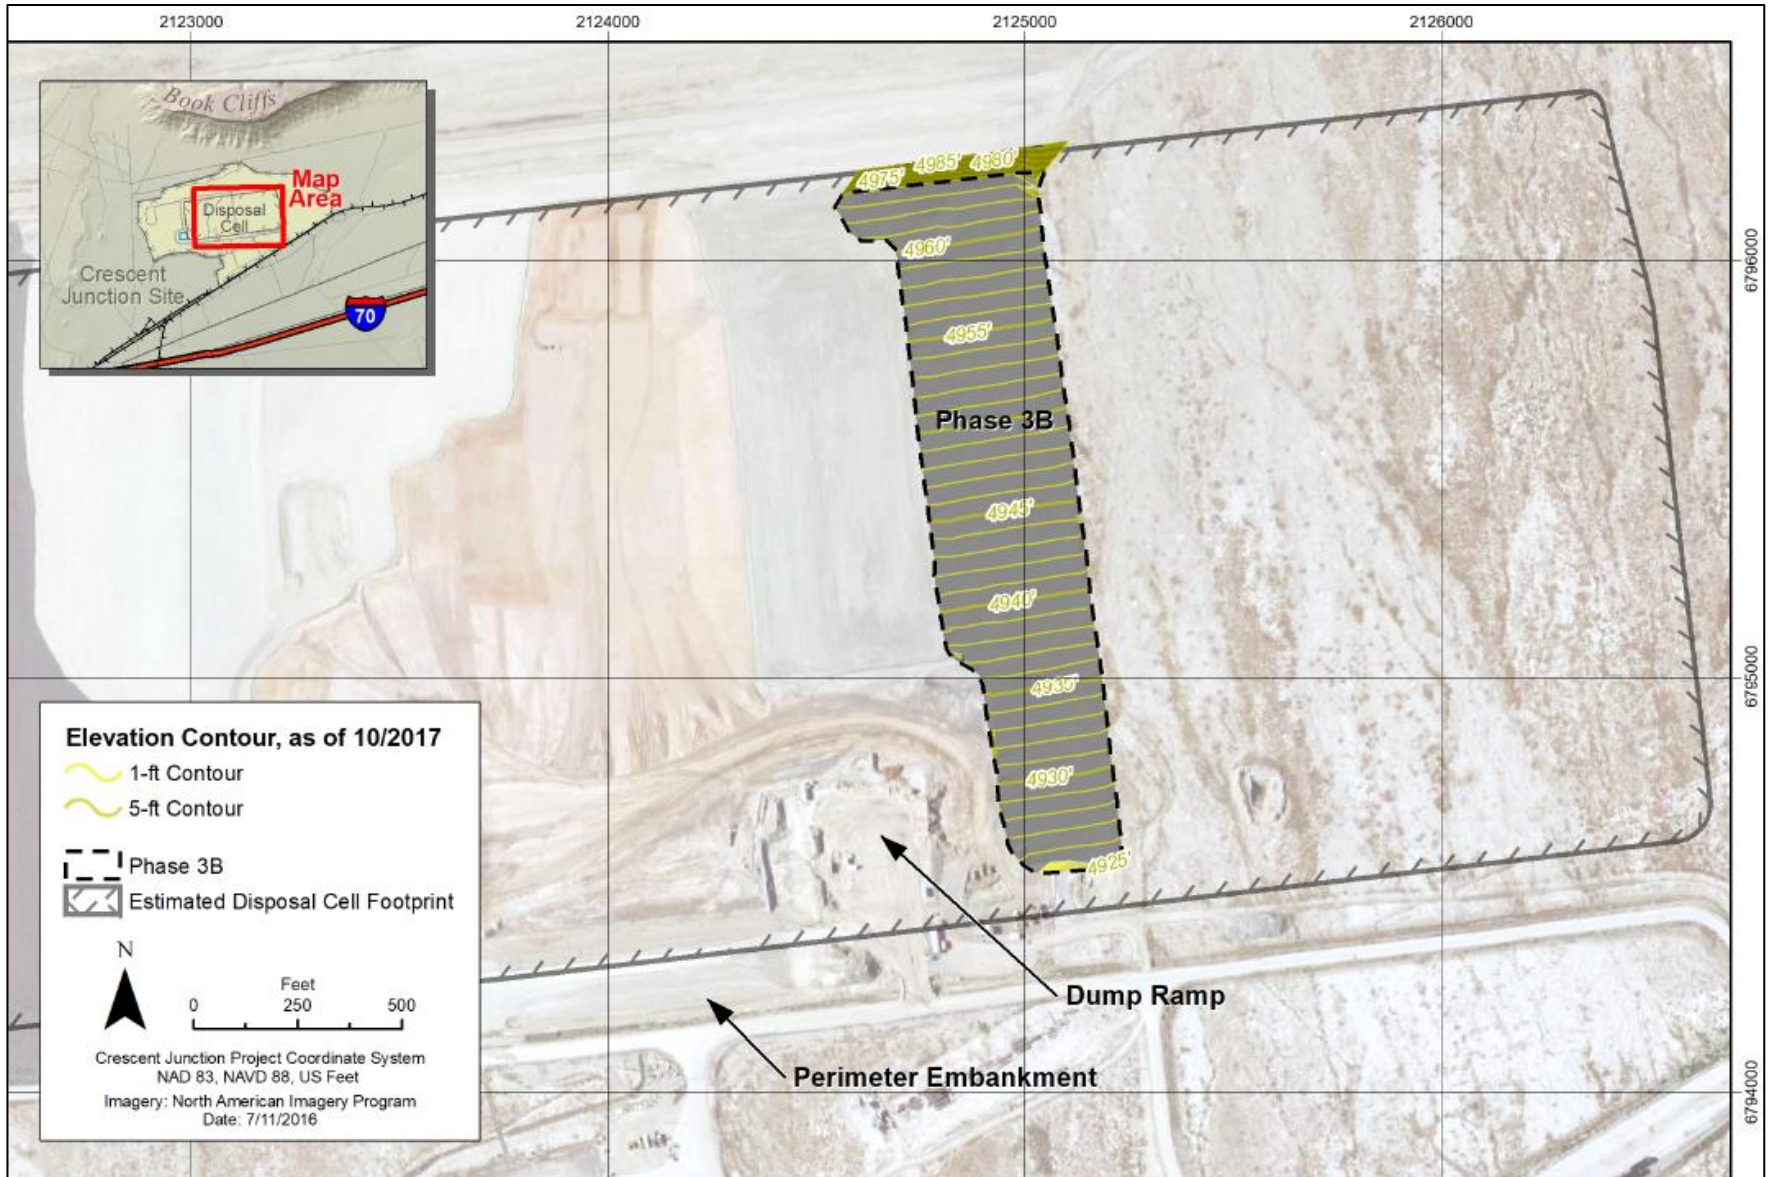 2123000
2124000
2125000
2126000
Book Cliffs
Map
Area
Disposal
Cell
Crescent
Junction Site
70
4975' 4985' 4980'
4960'
4955'
Phase 3B
4945'
4940'
4935'
4930'
4925'
6796000
6795000
6794000
Dump Ramp
Perimeter Embankment
Elevation Contour, as of 10/2017
1-ft Contour
5-ft Contour
Phase 3B
Estimated Disposal Cell Footprint
N
Feet
0 250 500
Crescent Junction Project Coordinate System
NAD 83, NAVD 88, US Feet
Imagery: North American Imagery Program
Date: 7/11/2016